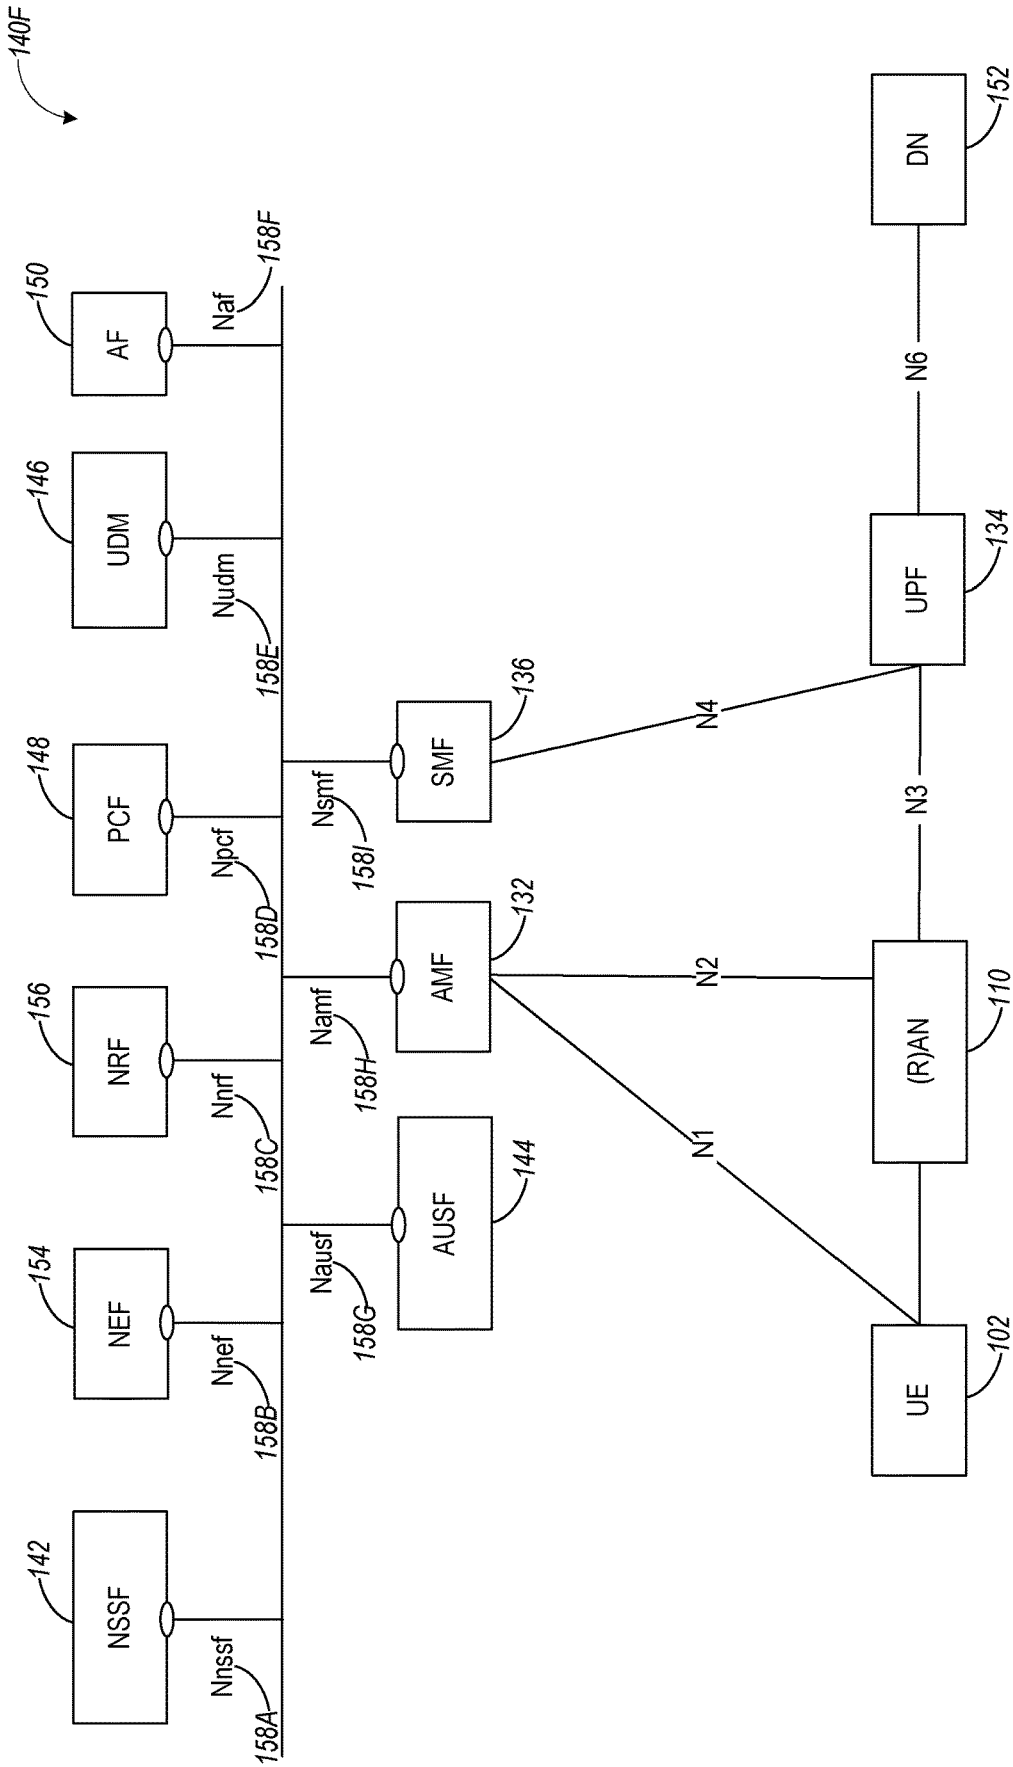 140F
142
154
156
148
146
150
NSSF
NEF
NRF
PCF
UDM
AF
Nnssf
Nnef
Nnrf
Npcf
Nudm
Naf
158A
158B
158C
158D
158E
158F
Nausf
Namf
Nsmf
158G
158H
158I
AUSF
AMF
SMF
144
132
136
N1
N2
N4
UE
(R)AN
N3
UPF
N6
DN
102
110
134
152